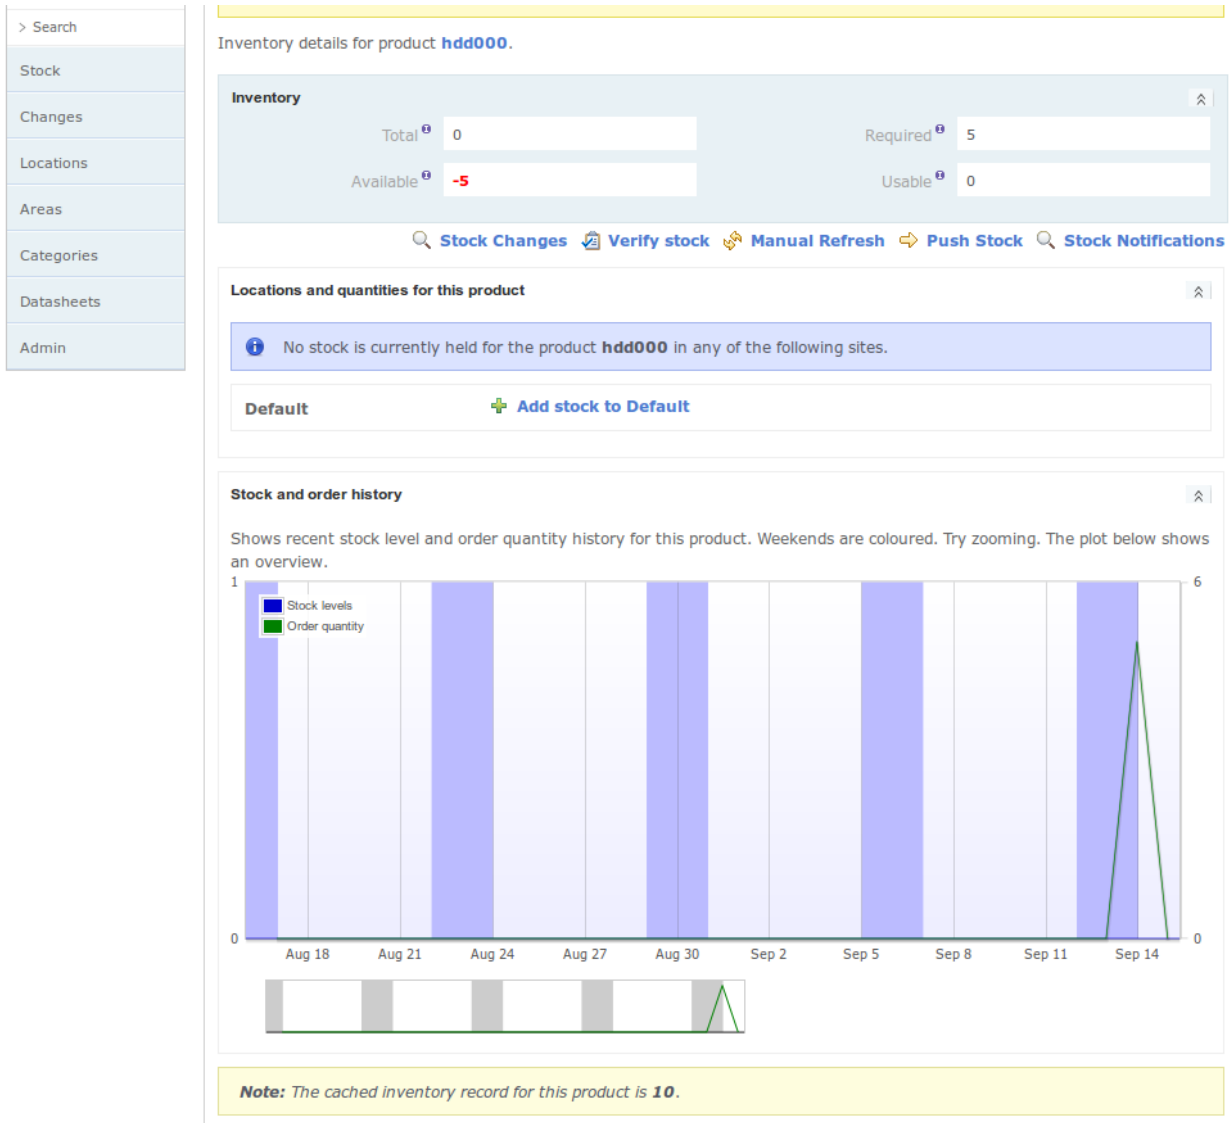 > Search
Stock
Changes
Locations
Areas
Categories
Datasheets
Admin
Inventory details for product hdd000.
Inventory
Total 0
Required 5
Available -5
Usable 0
Stock Changes Verify stock Manual Refresh Push Stock Stock Notifications
Locations and quantities for this product
No stock is currently held for the product hdd000 in any of the following sites.
Default Add stock to Default
Stock and order history
Shows recent stock level and order quantity history for this product. Weekends are coloured. Try zooming. The plot below shows
an overview.
1 6
Stock levels
Order quantity
0 0
Aug 18 Aug 21 Aug 24 Aug 27 Aug 30 Sep 2 Sep 5 Sep 8 Sep 11 Sep 14
Note: The cached inventory record for this product is 10.